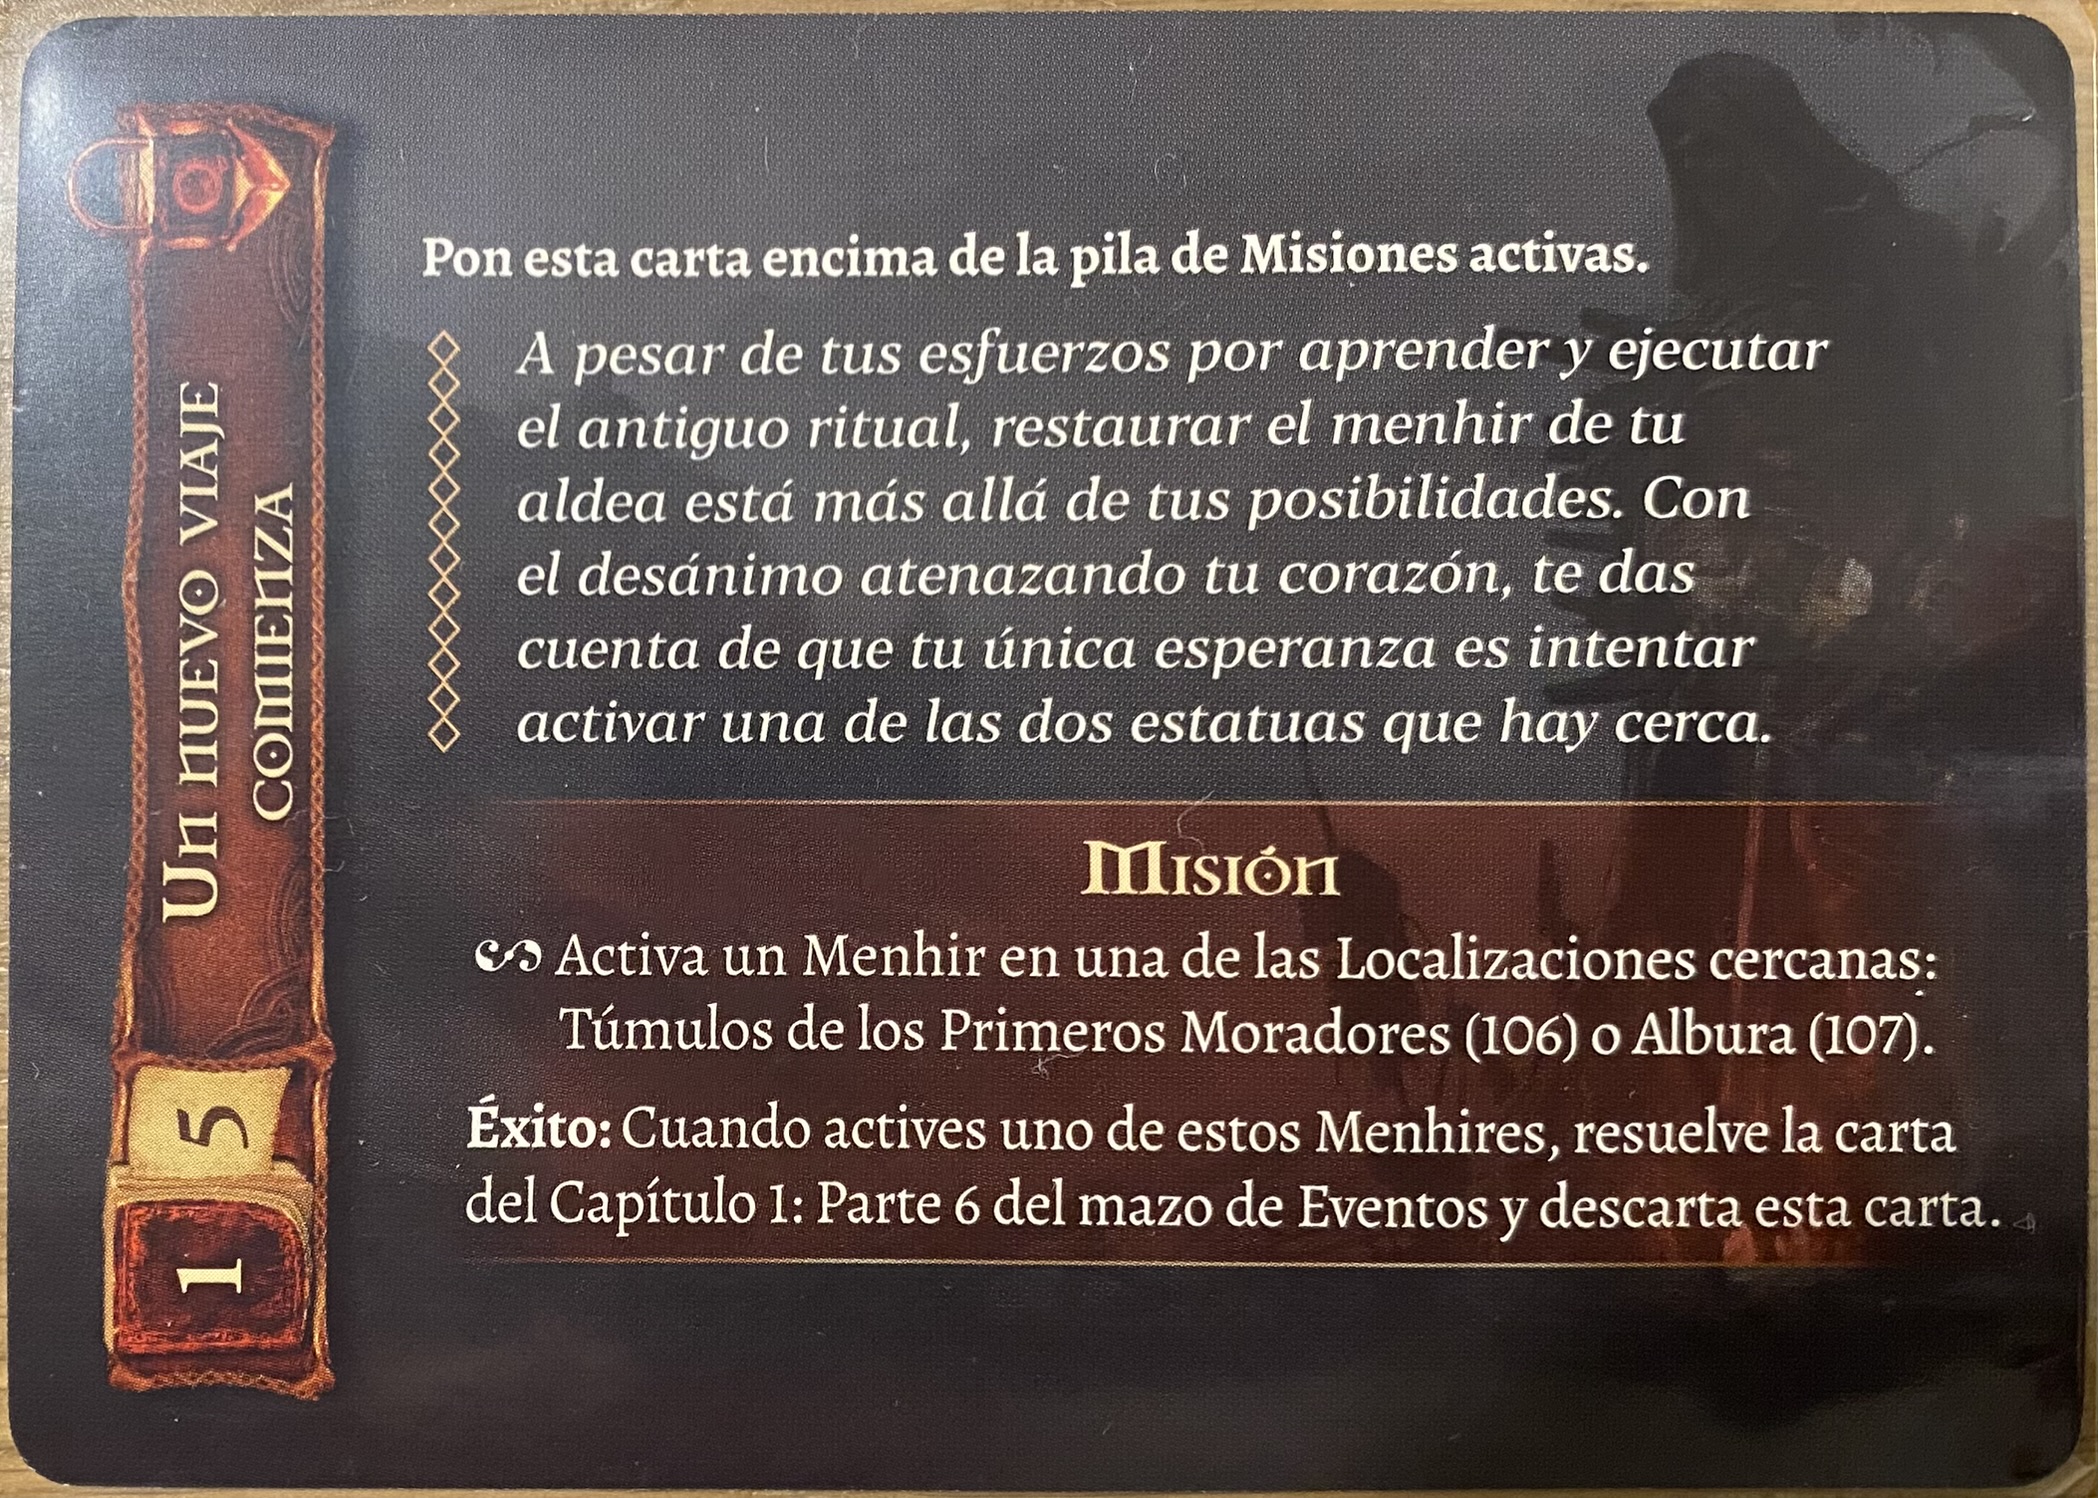 Un nuevo viaje
comienza
5
1
Pon esta carta encima de la pila de Misiones activas.
A pesar de tus esfuerzos por aprender y ejecutar
el antiguo ritual, restaurar el menhir de tu
aldea está más allá de tus posibilidades. Con
el desánimo atenazando tu corazón, te das
cuenta de que tu única esperanza es intentar
activar una de las dos estatuas que hay cerca.
Misión
Activa un Menhir en una de las Localizaciones cercanas:
Túmulos de los Primeros Moradores (106) o Albura (107).
Éxito: Cuando actives uno de estos Menhires, resuelve la carta
del Capítulo 1: Parte 6 del mazo de Eventos y descarta esta carta.